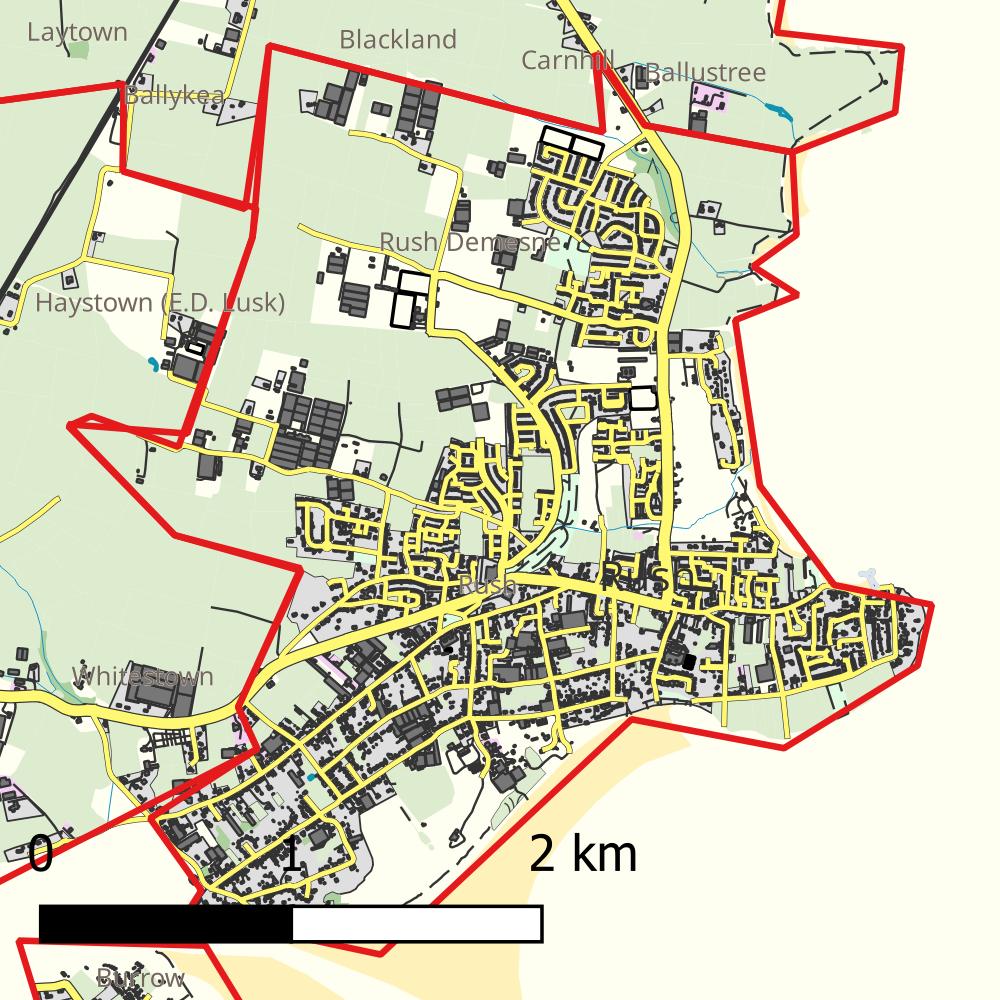 Laytown
Blackland
Carnhill
Ballustree
Ballykea
Rush Demesne
Haystown (E.D. Lusk)
Rush
Rush
Whitestown
0 1 2 km
Burrow